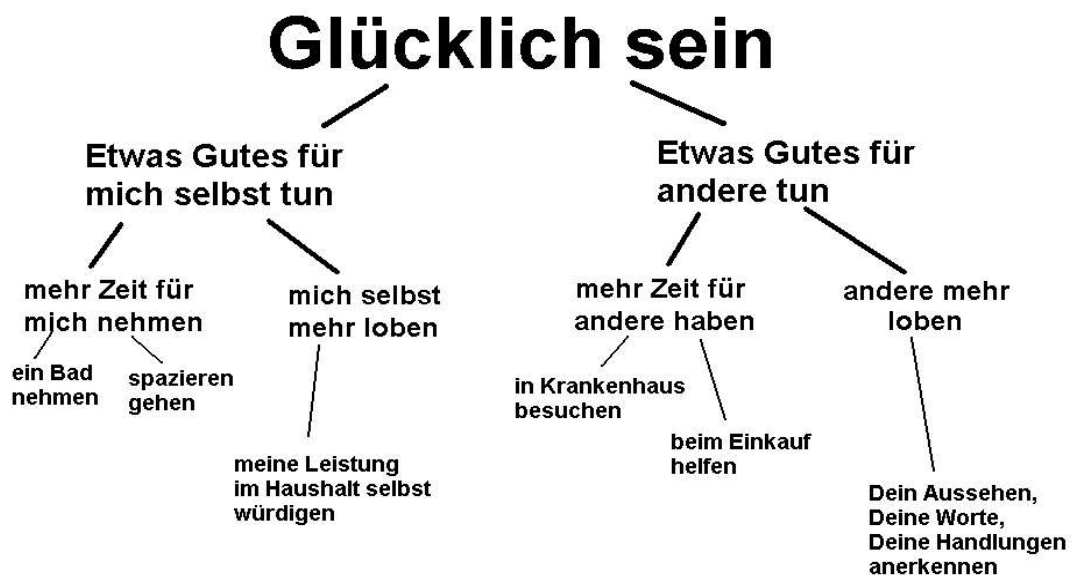 Glücklich sein
Etwas Gutes für
mich selbst tun
Etwas Gutes für
andere tun
mehr Zeit für
mich nehmen
mich selbst
mehr loben
mehr Zeit für
andere haben
andere mehr
loben
ein Bad
nehmen
spazieren
gehen
in Krankenhaus
besuchen
beim Einkauf
helfen
meine Leistung
im Haushalt selbst
würdigen
Dein Aussehen,
Deine Worte,
Deine Handlungen
anerkennen